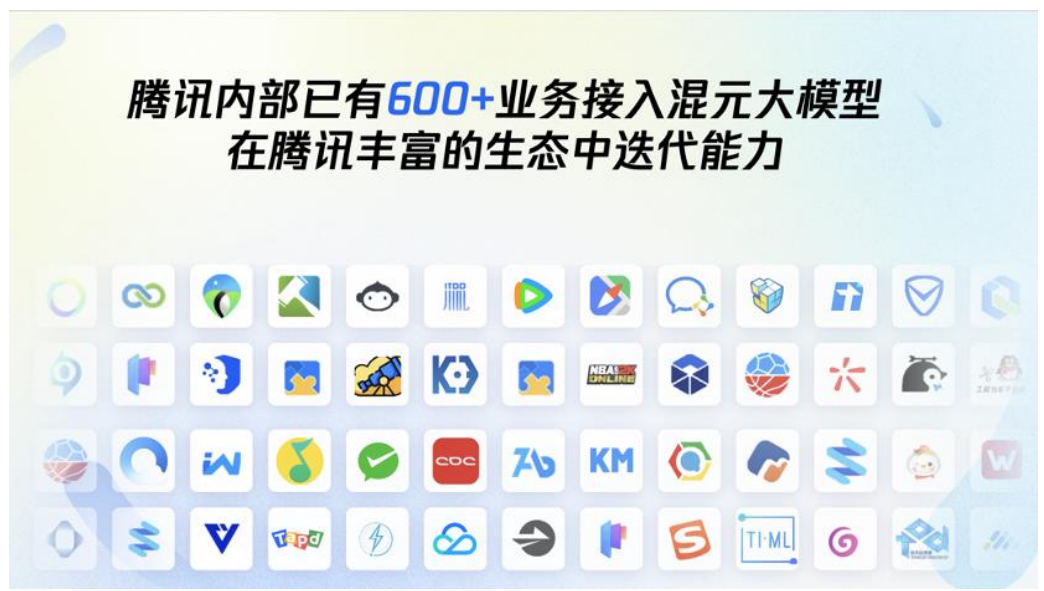 腾讯内部已有600+业务接入混元大模型
在腾讯丰富的生态中迭代能力
ITDO
NBA2K
ONLINE
CDC
KM
W
Tapd
TI·ML